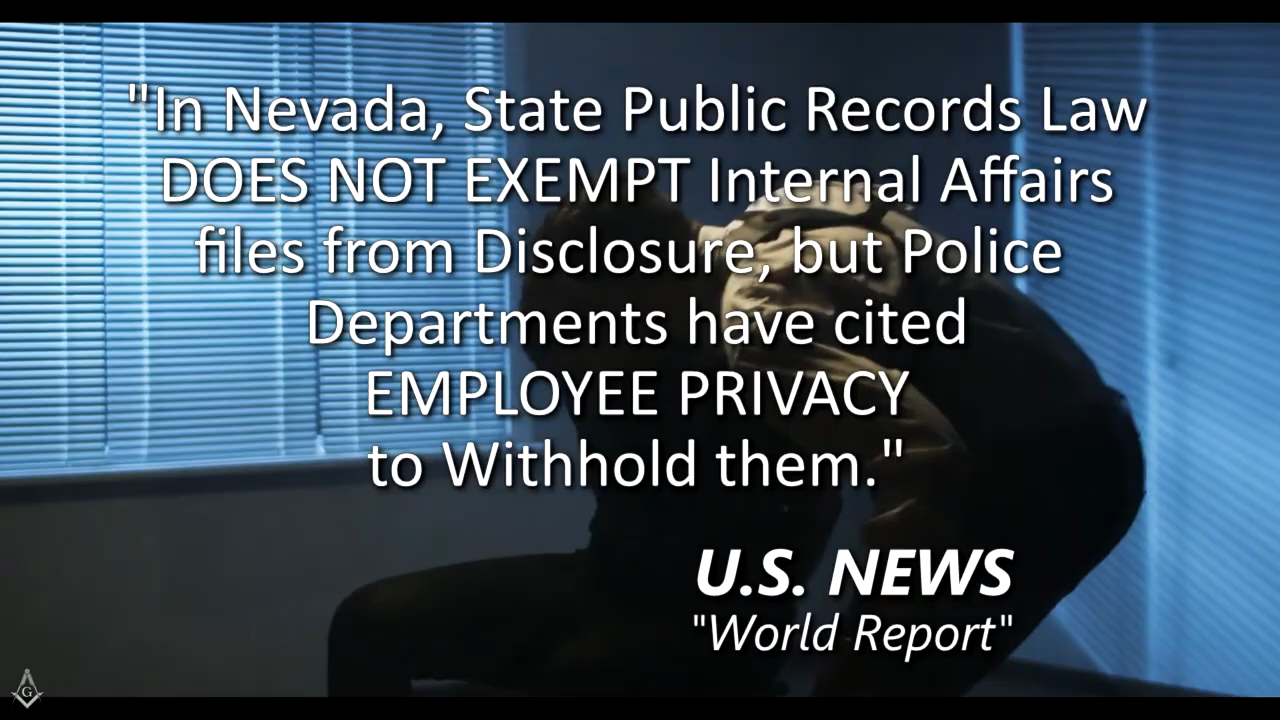 "In Nevada, State Public Records Law
DOES NOT EXEMPT Internal Affairs
files from Disclosure, but Police
Departments have cited
EMPLOYEE PRIVACY
to Withhold them."
U.S. NEWS
"World Report"
G